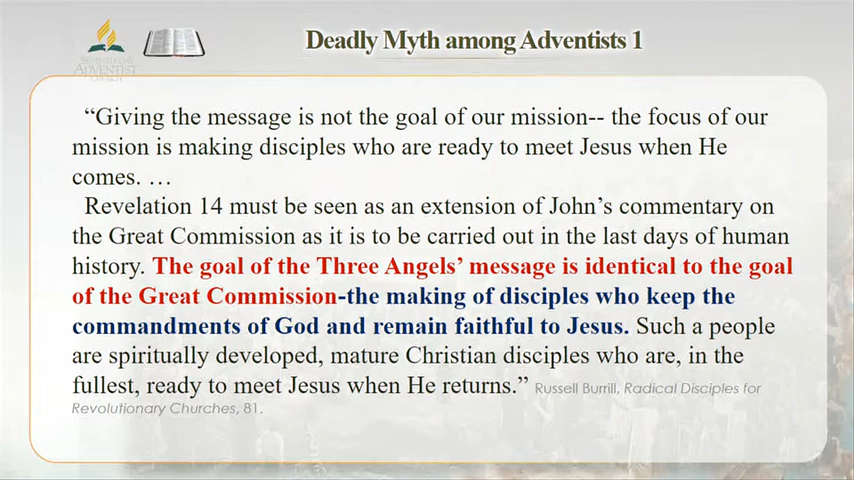 Deadly Myth among Adventists 1
SEVENTH-DAY
ADVENTIST
CHURCH
“Giving the message is not the goal of our mission-- the focus of our
mission is making disciples who are ready to meet Jesus when He
comes. …
Revelation 14 must be seen as an extension of John’s commentary on
the Great Commission as it is to be carried out in the last days of human
history. The goal of the Three Angels’ message is identical to the goal
of the Great Commission-the making of disciples who keep the
commandments of God and remain faithful to Jesus. Such a people
are spiritually developed, mature Christian disciples who are, in the
fullest, ready to meet Jesus when He returns.” Russell Burrill, Radical Disciples for
Revolutionary Churches, 81.